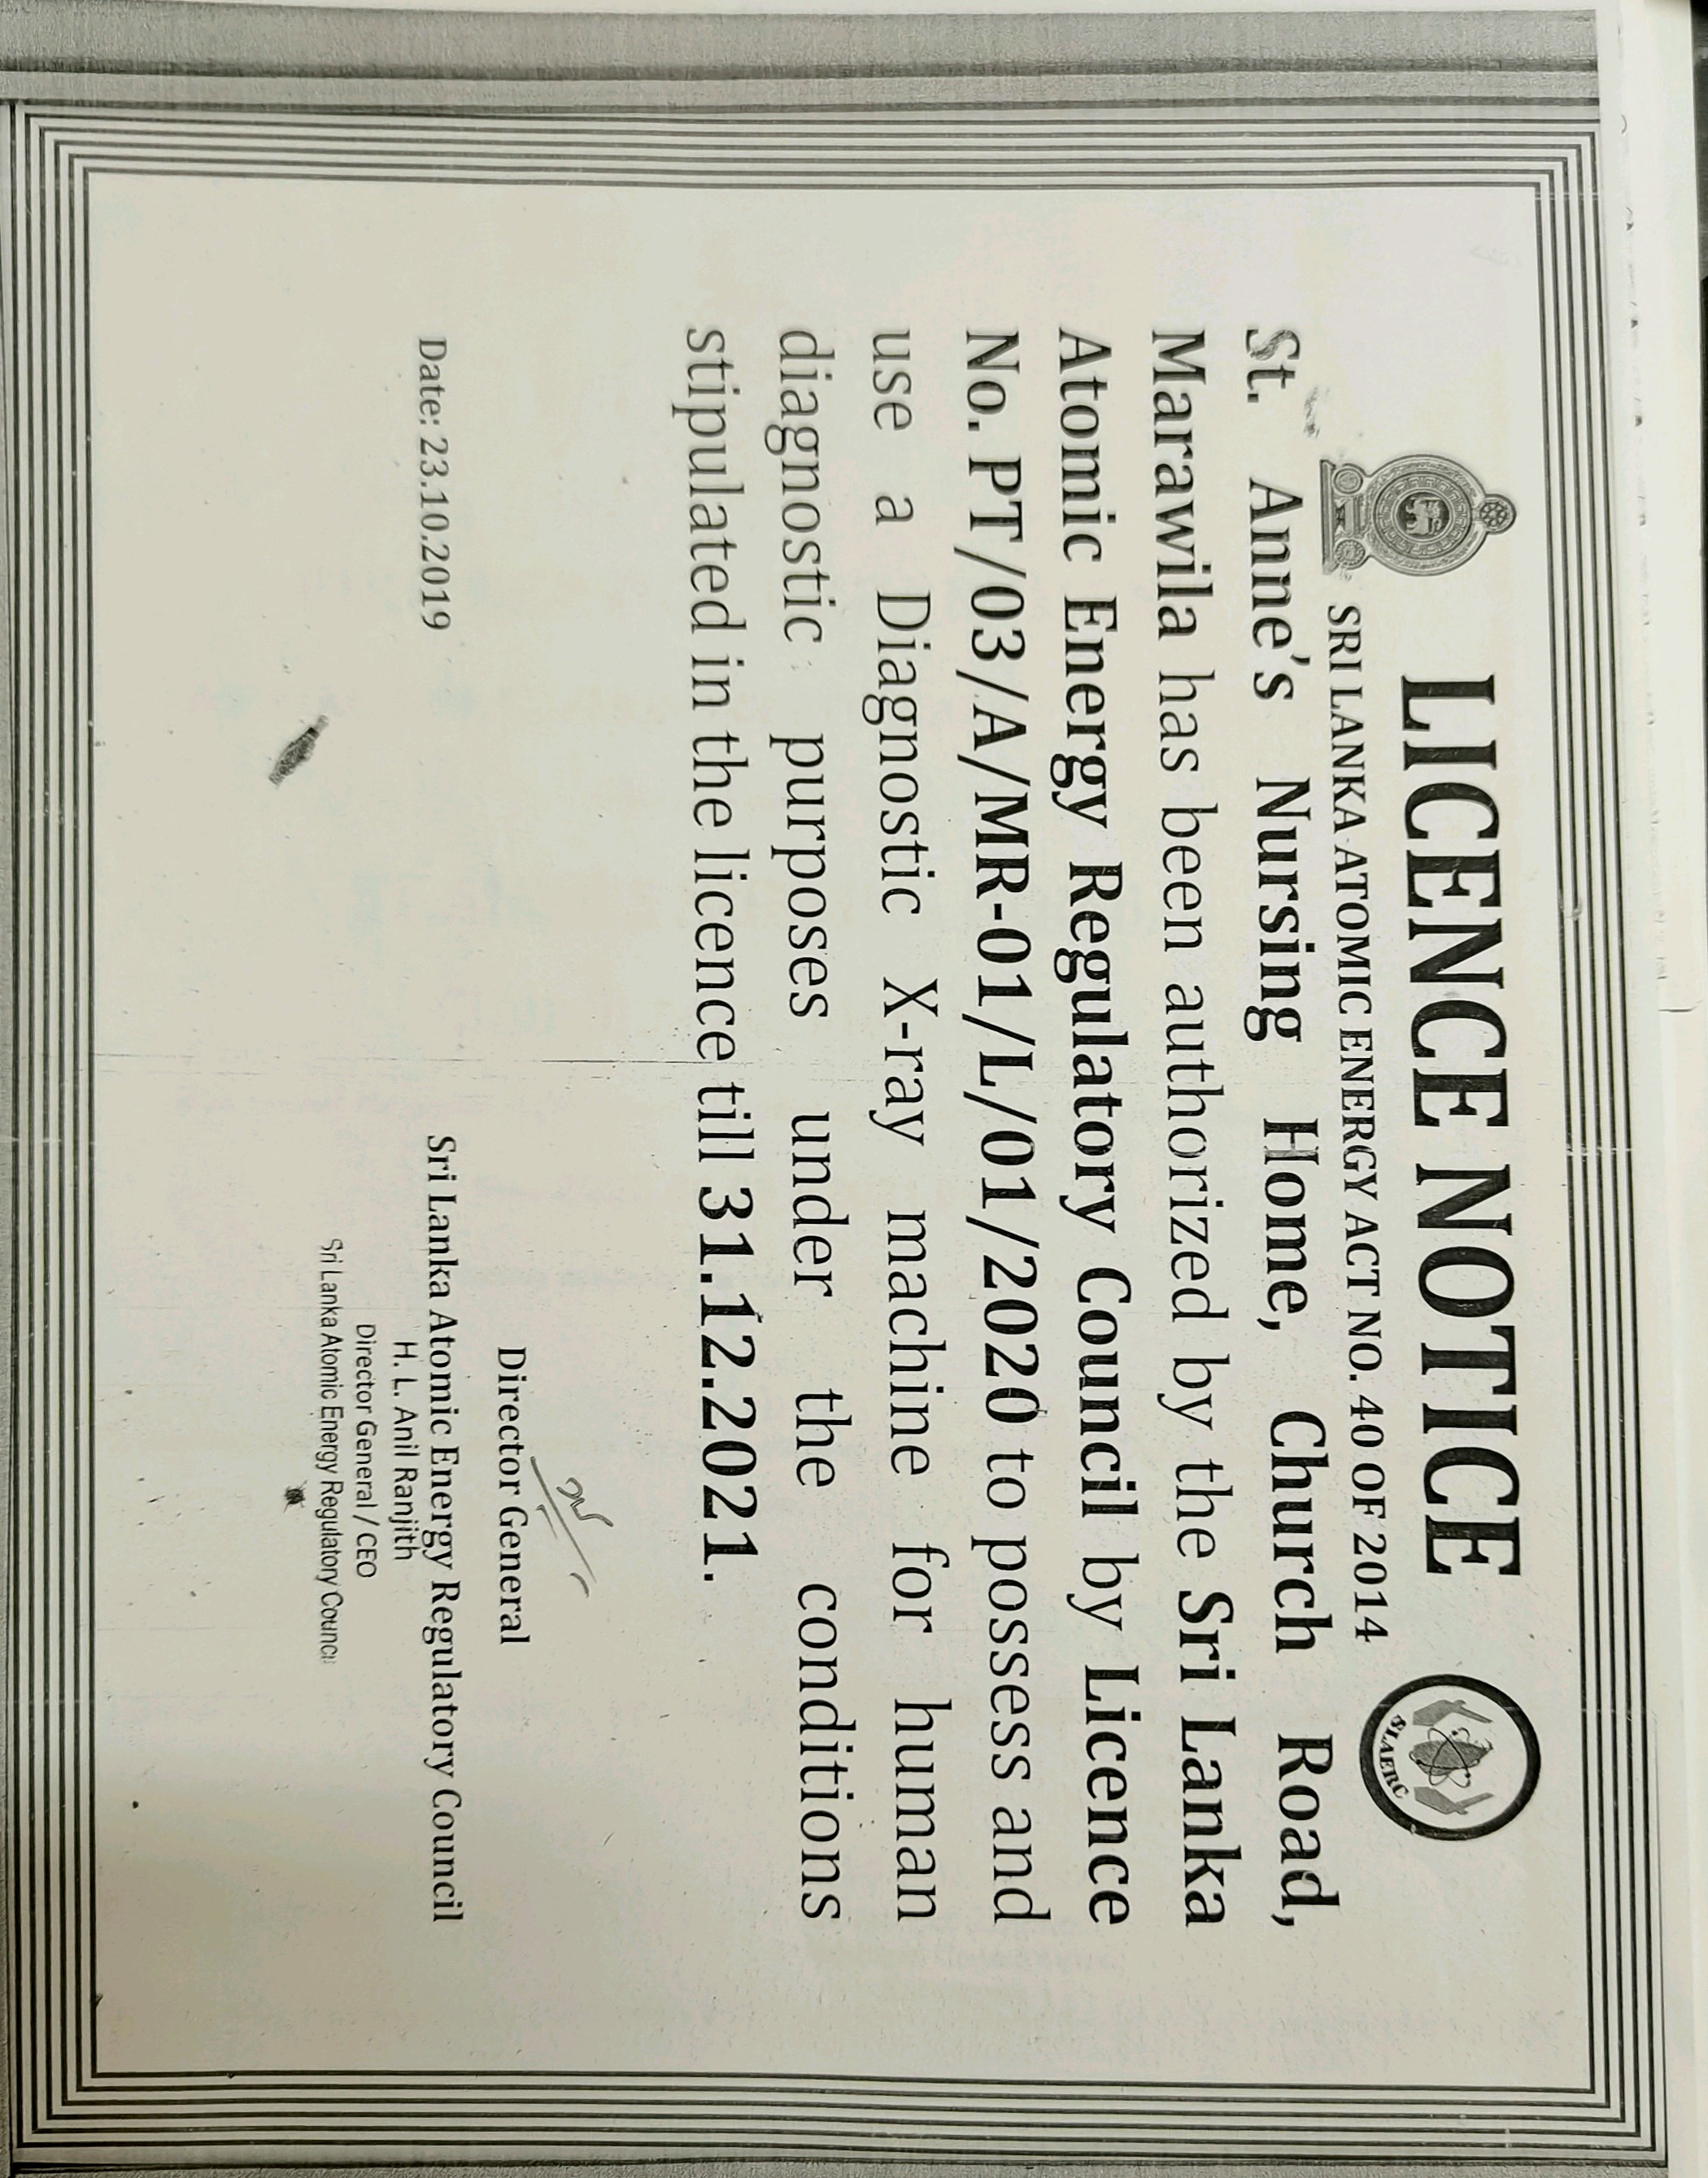 LICENCE NOTICE
SRI LANKA ATOMIC ENERGY ACT NO. 40 OF 2014
SLAERC
St. Anne's Nursing Home, Church Road,
Marawila has been authorized by the Sri Lanka
Atomic Energy Regulatory Council by Licence
No. PT/03/A/MR-01/L/01/2020 to possess and
use a Diagnostic X-ray machine for human
diagnostic purposes under the conditions
stipulated in the licence till 31.12.2021.
Director General
Date: 23.10.2019 Sri Lanka Atomic Energy Regulatory Council
H. L. Anil Ranjith
Director General / CEO
Sri Lanka Atomic Energy Regulatory Council